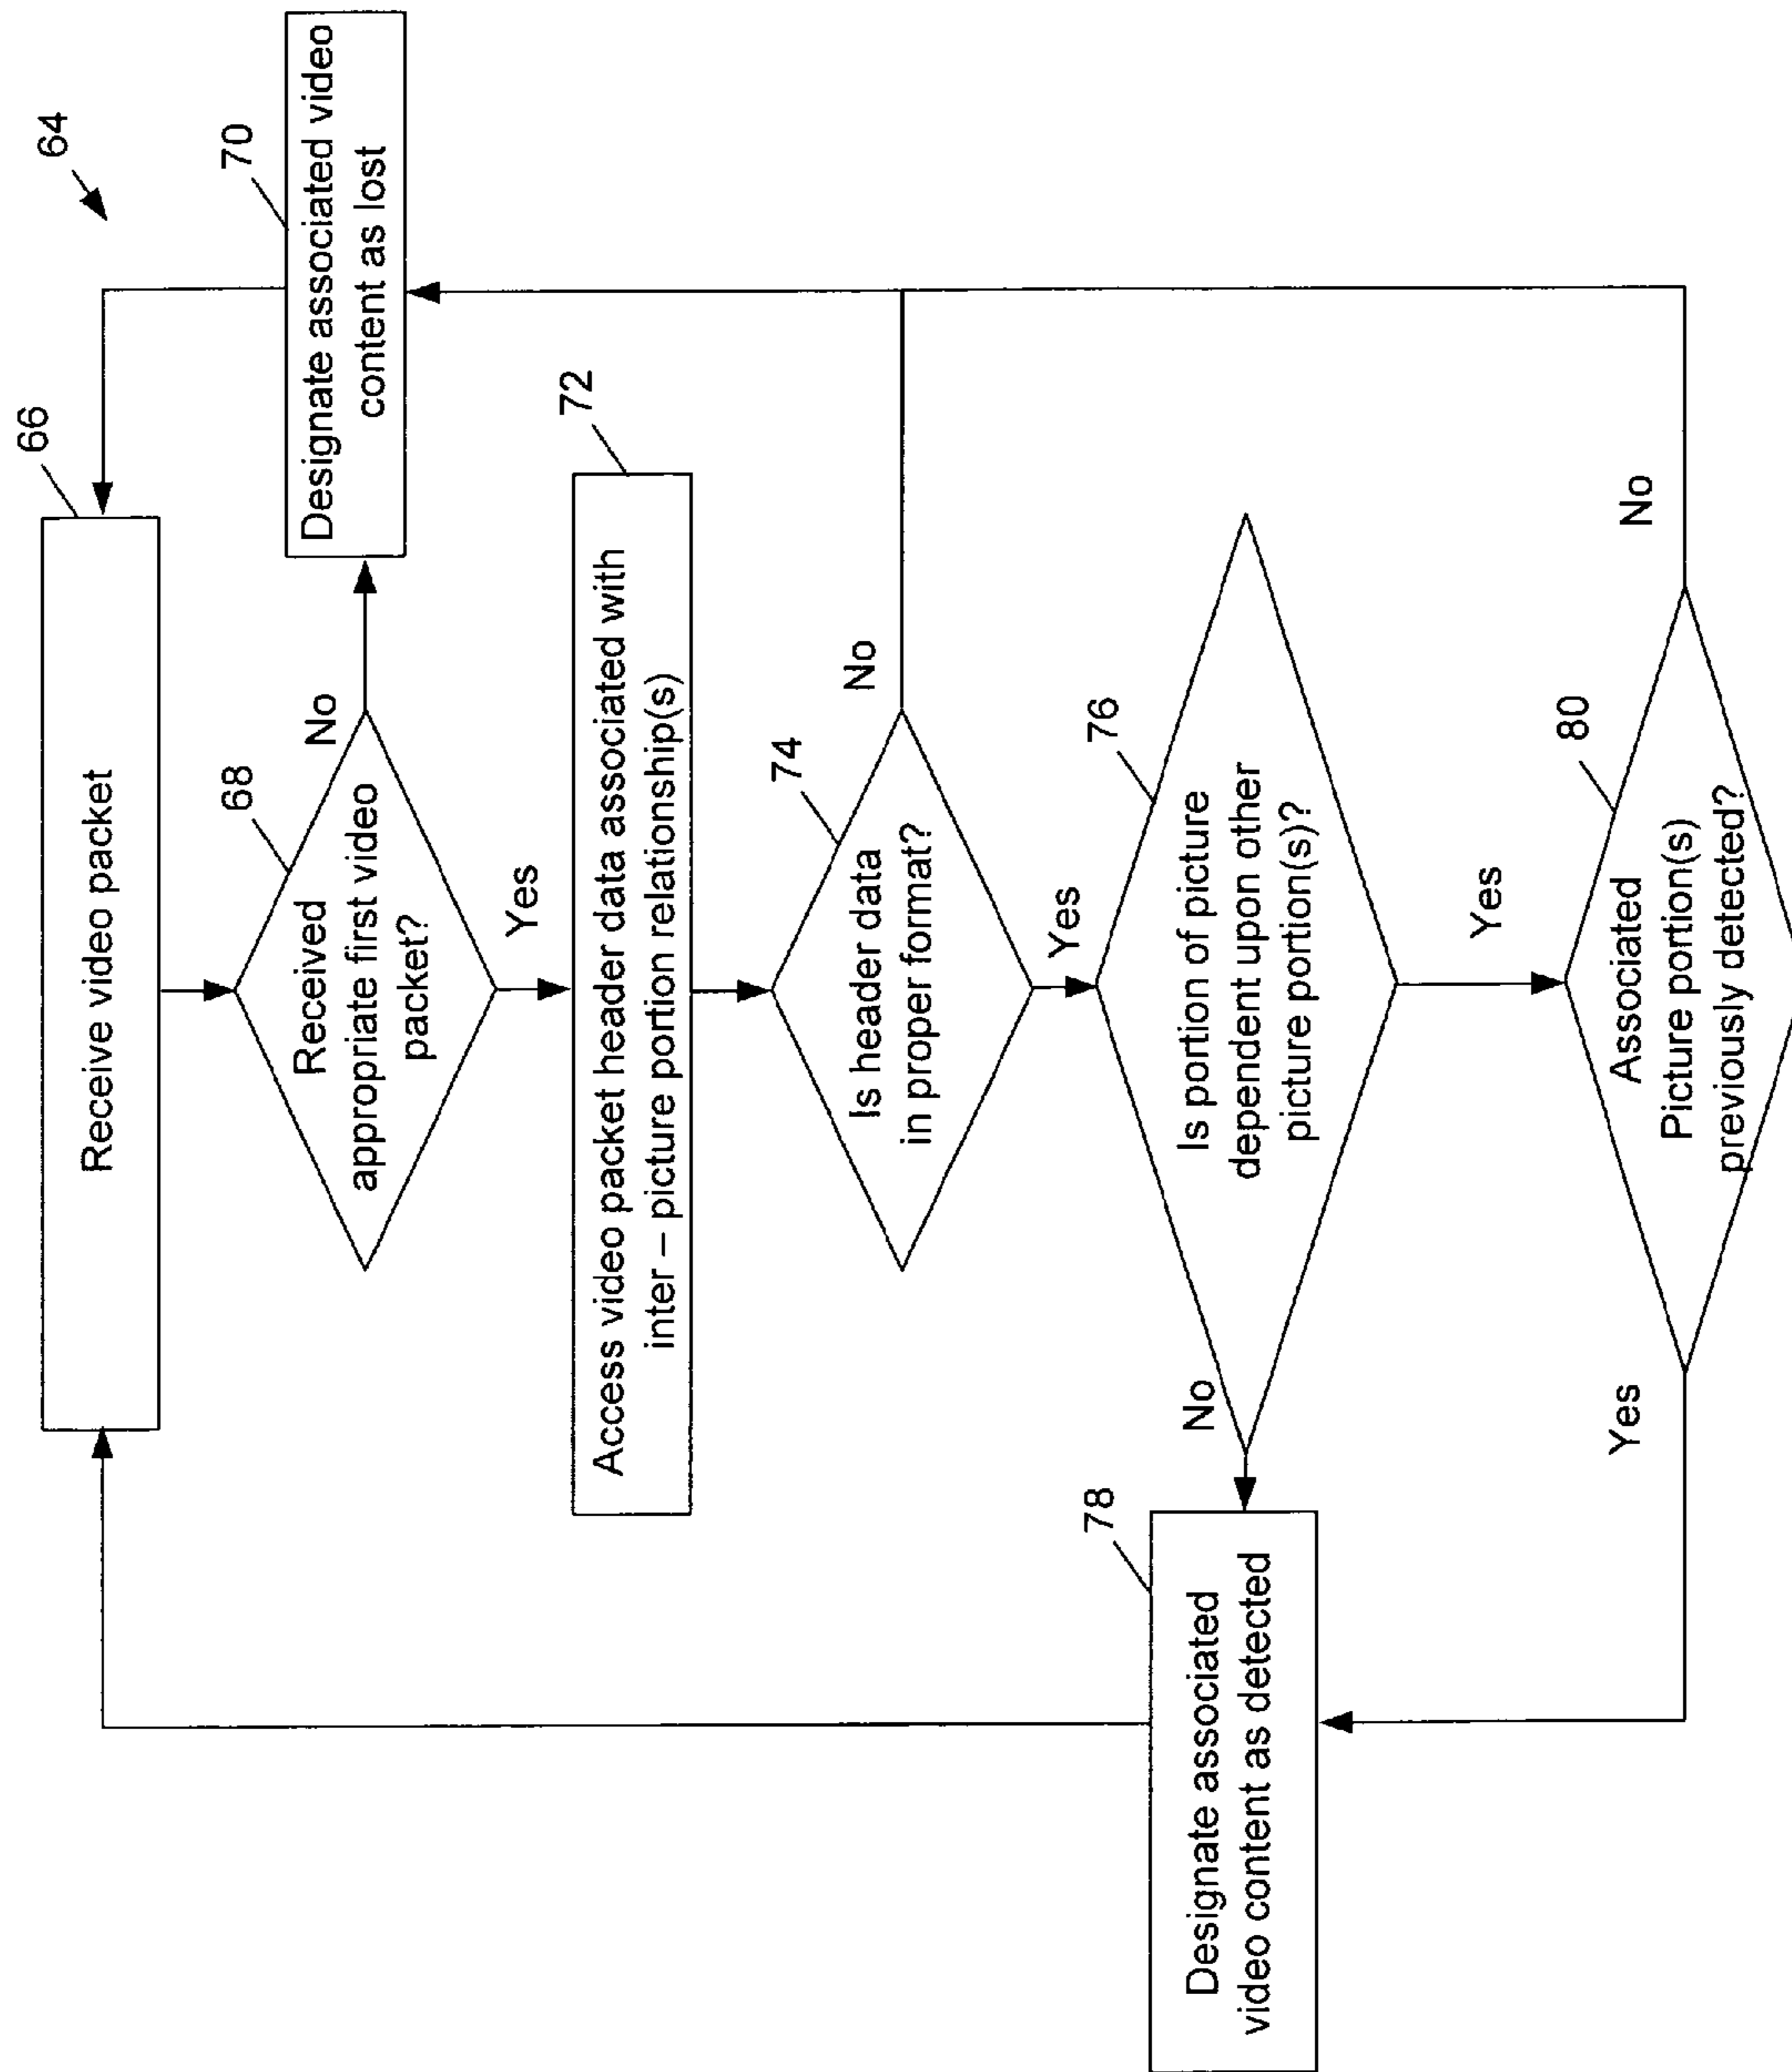 64
66
Receive video packet
68
Received
appropriate first video
packet?
No
70
Designate associated video
content as lost
Yes
72
Access video packet header data associated with
inter – picture portion relationship(s)
74
Is header data
in proper format?
No
Yes
76
Is portion of picture
dependent upon other
picture portion(s)?
No
78
Designate associated
video content as detected
Yes
80
Associated
Picture portion(s)
previously detected?
Yes
No